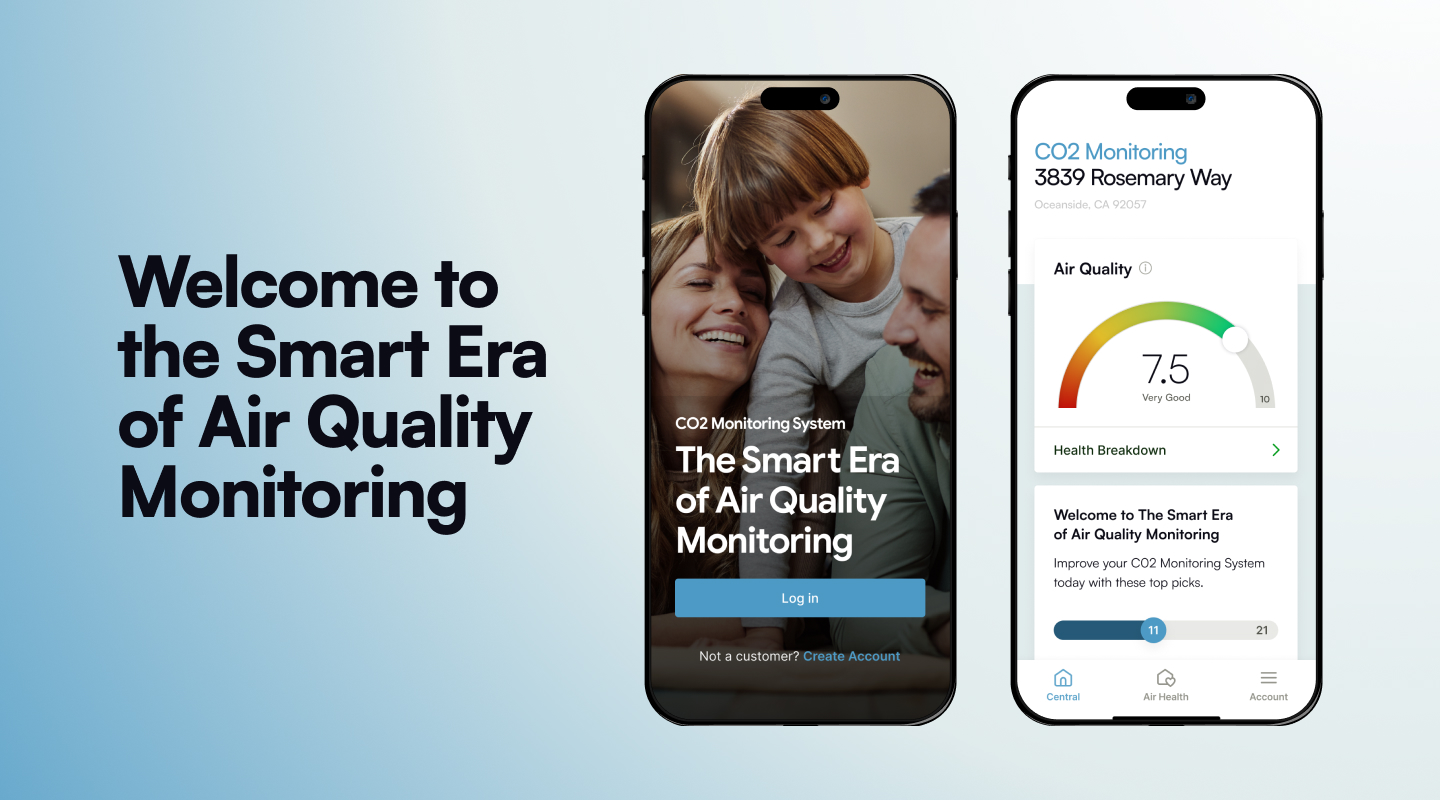 Welcome to
the Smart Era
of Air Quality
Monitoring
CO2 Monitoring System
The Smart Era
of Air Quality
Monitoring
Log in
Not a customer? Create Account
CO2 Monitoring
3839 Rosemary Way
Oceanside, CA 92057
Air Quality
7.5
Very Good
10
Health Breakdown
Welcome to The Smart Era
of Air Quality Monitoring
Improve your CO2 Monitoring System
today with these top picks.
11 21
Central Air Health Account